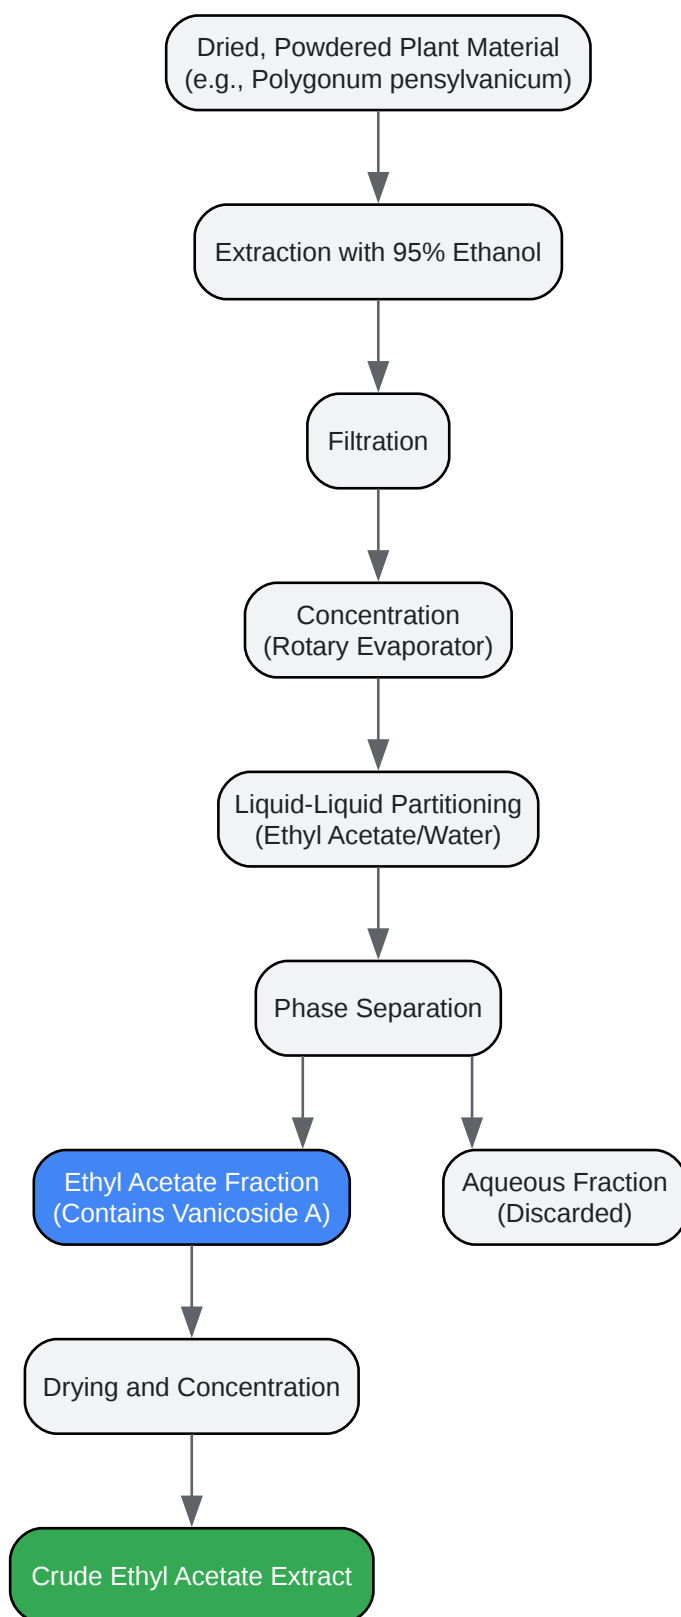 Dried, Powdered Plant Material
(e.g., Polygonum pensylvanicum)
Extraction with 95% Ethanol
Filtration
Concentration
(Rotary Evaporator)
Liquid-Liquid Partitioning
(Ethyl Acetate/Water)
Phase Separation
Ethyl Acetate Fraction
(Contains Vanicoside A)
Aqueous Fraction
(Discarded)
Drying and Concentration
Crude Ethyl Acetate Extract